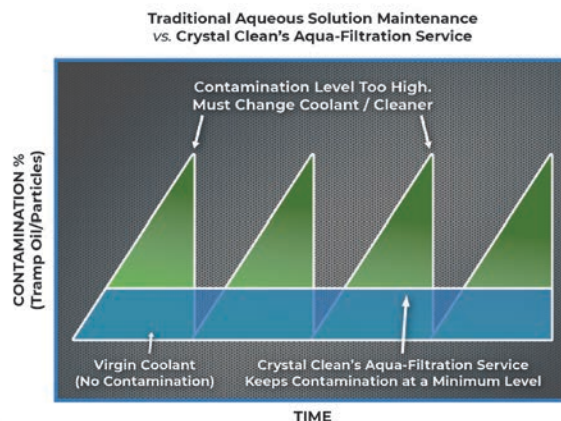 Traditional Aqueous Solution Maintenance
vs. Crystal Clean's Aqua-Filtration Service
Contamination Level Too High.
Must Change Coolant / Cleaner
CONTAMINATION %
(Tramp Oil/Particles)
Virgin Coolant
(No Contamination)
Crystal Clean's Aqua-Filtration Service
Keeps Contamination at a Minimum Level
TIME